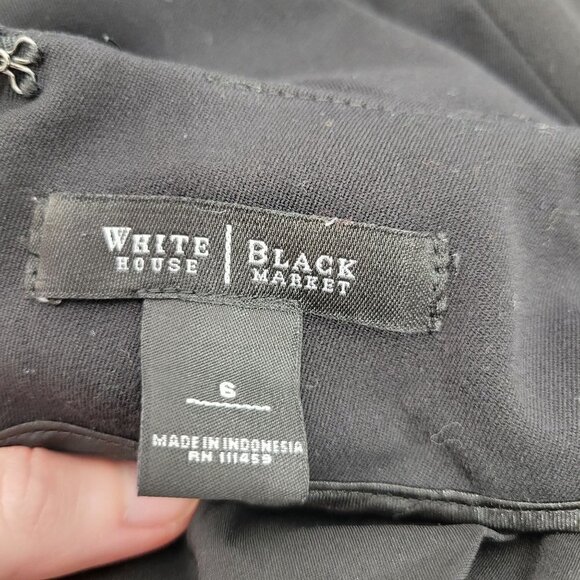 WHITE | BLACK
HOUSE | MARKET
6
MADE IN INDONESIA
RN 111459